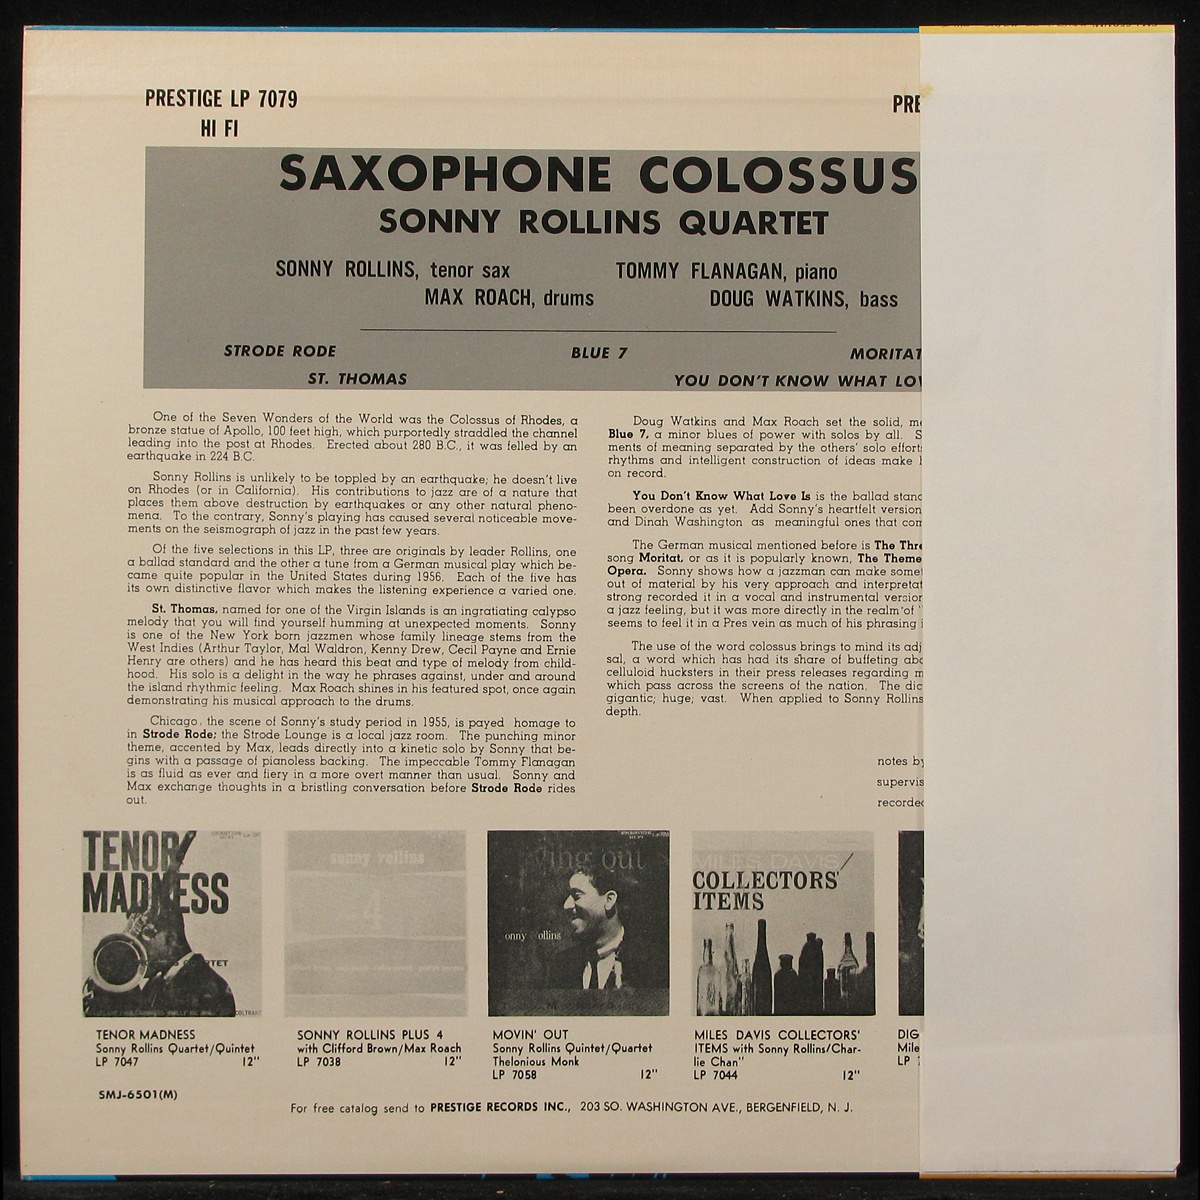 PRESTIGE LP 7079
HI FI
SAXOPHONE COLOSSUS
SONNY ROLLINS QUARTET
SONNY ROLLINS, tenor sax TOMMY FLANAGAN, piano
MAX ROACH, drums DOUG WATKINS, bass
STRODE RODE BLUE 7 MORITAT
ST. THOMAS YOU DON'T KNOW WHAT LOV
One of the Seven Wonders of the World was the Colossus of Rhodes, a
bronze statue of Apollo, 100 feet high, which purportedly straddled the channel
leading into the post at Rhodes. Erected about 280 B.C., it was felled by an
earthquake in 224 B.C.
Sonny Rollins is unlikely to be toppled by an earthquake; he doesn't live
on Rhodes (or in California). His contributions to jazz are of a nature that
places them above destruction by earthquakes or any other natural pheno-
mena. To the contrary, Sonny's playing has caused several noticeable move-
ments on the seismograph of jazz in the past few years.
Of the five selections in this LP, three are originals by leader Rollins, one
a ballad standard and the other a tune from a German musical play which be-
came quite popular in the United States during 1956. Each of the five has
its own distinctive flavor which makes the listening experience a varied one.
St. Thomas, named for one of the Virgin Islands is an ingratiating calypso
melody that you will find yourself humming at unexpected moments. Sonny
is one of the New York born jazzmen whose family lineage stems from the
West Indies (Arthur Taylor, Mal Waldron, Kenny Drew, Cecil Payne and Ernie
Henry are others) and he has heard this beat and type of melody from child-
hood. His solo is a delight in the way he phrases against, under and around
the island rhythmic feeling. Max Roach shines in his featured spot, once again
demonstrating his musical approach to the drums.
Chicago, the scene of Sonny's study period in 1955, is payed homage to
in Strode Rode; the Strode Lounge is a local jazz room. The punching minor
theme, accented by Max, leads directly into a kinetic solo by Sonny that be-
gins with a passage of pianoless backing. The impeccable Tommy Flanagan
is as fluid as ever and fiery in a more overt manner than usual. Sonny and
Max exchange thoughts in a bristling conversation before Strode Rode rides
out.
Doug Watkins and Max Roach set the solid, me
Blue 7, a minor blues of power with solos by all. S
ments of meaning separated by the others' solo effort
rhythms and intelligent construction of ideas make
on record.
You Don't Know What Love Is is the ballad stand
been overdone as yet. Add Sonny's heartfelt version
and Dinah Washington as meaningful ones that com
The German musical mentioned before is The Thre
song Moritat, or as it is popularly known, The Theme
Opera. Sonny shows how a jazzman can make somet
out of material by his very approach and interpretat
strong recorded it in a vocal and instrumental version
a jazz feeling, but it was more directly in the realm of
seems to feel it in a Pres vein as much of his phrasing i
The use of the word colossus brings to mind its adj
sal, a word which has had its share of buffeting abo
celluloid hucksters in their press releases regarding m
which pass across the screens of the nation. The dic
gigantic; huge; vast. When applied to Sonny Rollins
depth.
notes by
supervis
recorded
TENOR
MADNESS
sonny rollins
4
ving out
onny ollins
MILES DAVIS
COLLECTORS'
ITEMS
TENOR MADNESS
Sonny Rollins Quartet/Quintet
LP 7047 12"
SONNY ROLLINS PLUS 4
with Clifford Brown/Max Roach
LP 7038 12"
MOVIN' OUT
Sonny Rollins Quintet/Quartet
Thelonious Monk
LP 7058 12"
MILES DAVIS COLLECTORS'
ITEMS with Sonny Rollins/Char-
lie Chan"
LP 7044 12"
DIG
Mile
LP 7
SMJ-6501(M)
For free catalog send to PRESTIGE RECORDS INC., 203 SO. WASHINGTON AVE., BERGENFIELD, N. J.